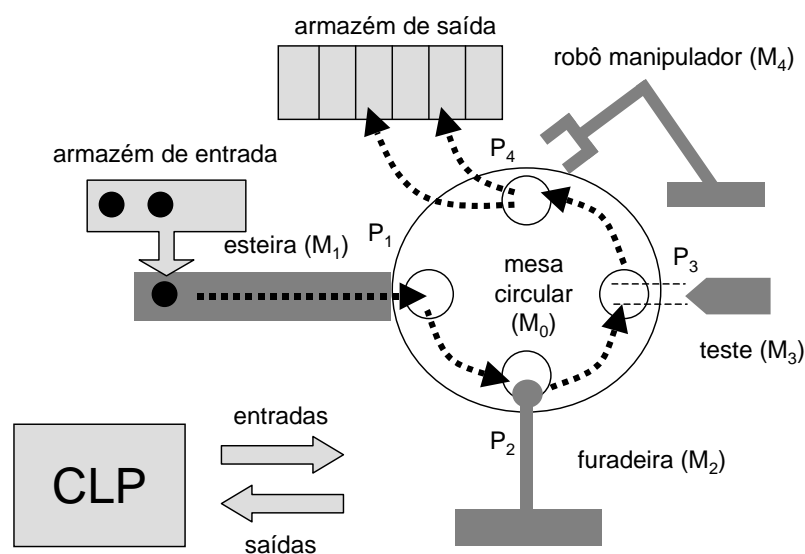 armazém de saída
robô manipulador (M₄)
armazém de entrada
P₄
esteira (M₁)
P₁
mesa
circular
(M₀)
P₃
teste (M₃)
entradas
P₂
furadeira (M₂)
CLP
saídas